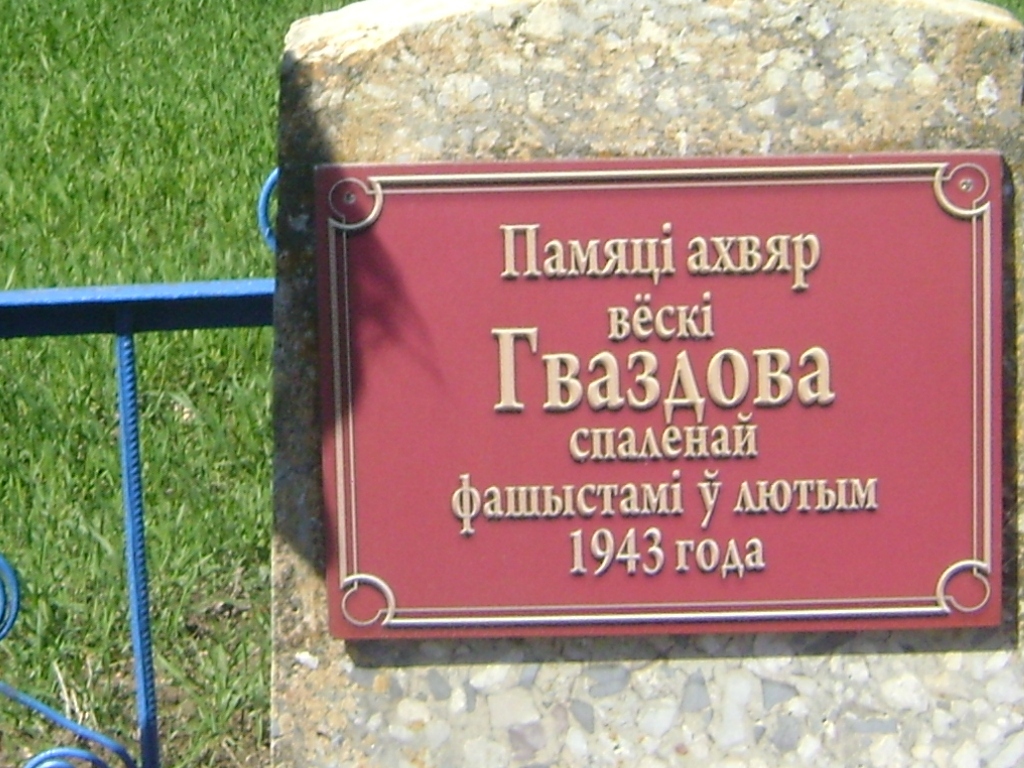 Памяці ахвяр
вёскі
Гваздова
спаленай
фашыстамі ў лютым
1943 года